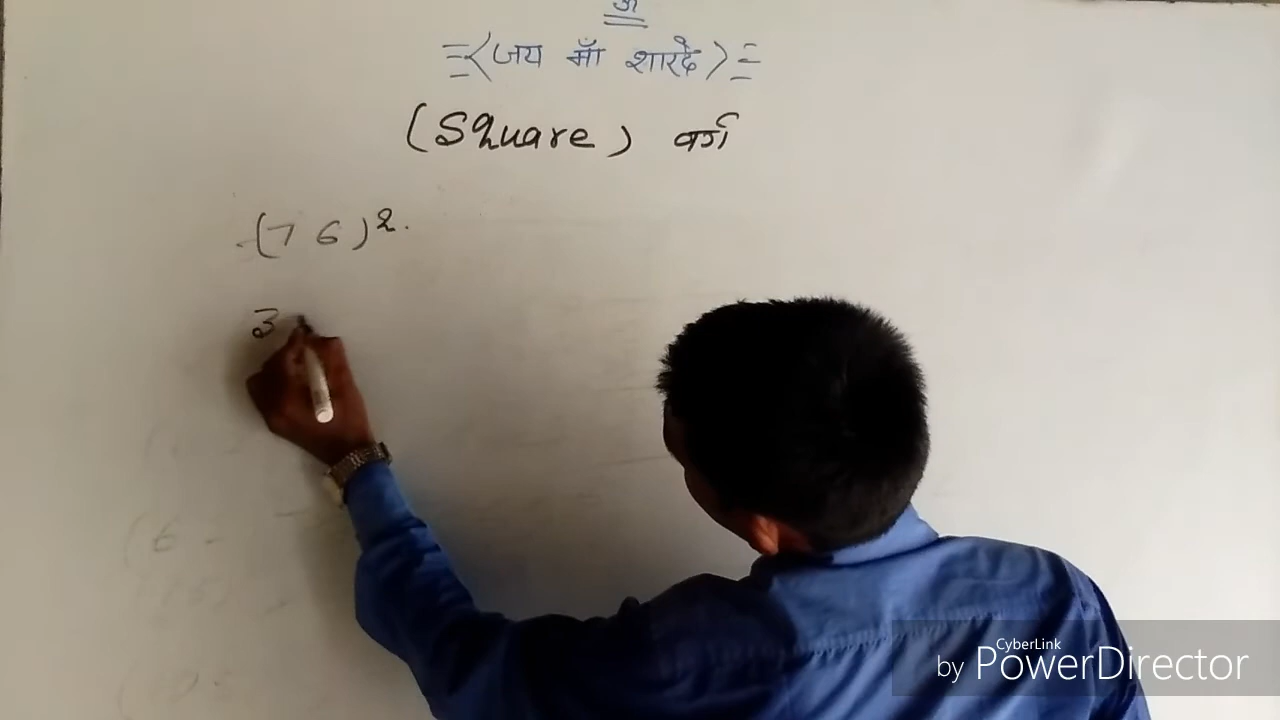 ॐ
=<जय माँ शारदे>=
(Square) वर्ग
(76)².
3
CyberLink
by PowerDirector